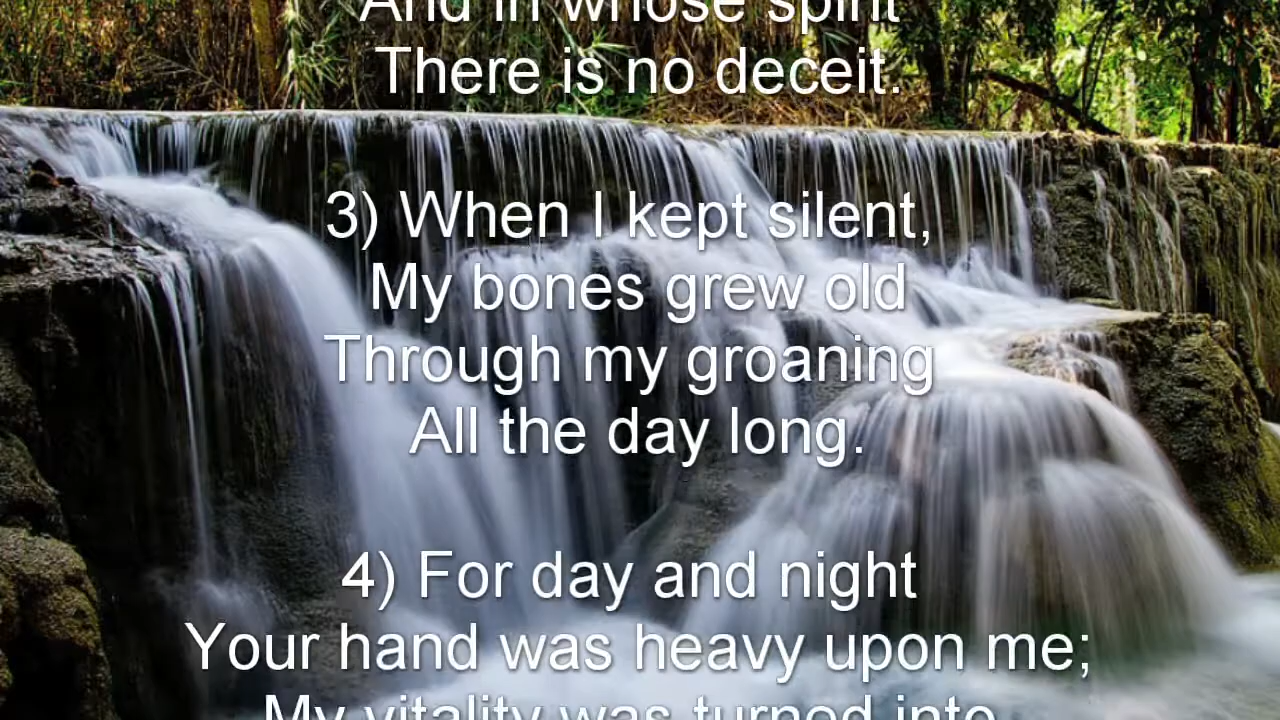 And in whose spirit
There is no deceit.
3) When I kept silent,
My bones grew old
Through my groaning
All the day long.
4) For day and night
Your hand was heavy upon me;
My vitality was turned into